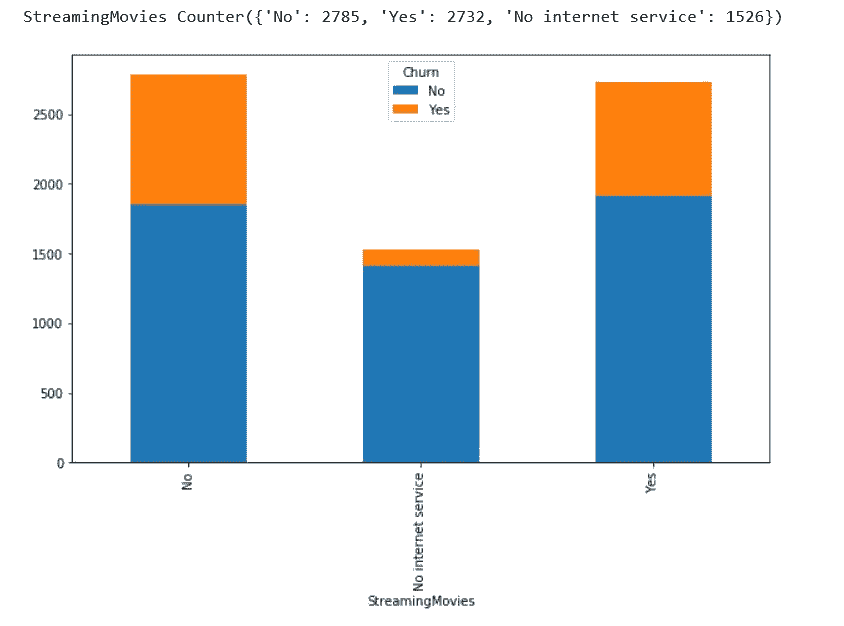 StreamingMovies Counter({'No': 2785, 'Yes': 2732, 'No internet service': 1526})
Churn
No
Yes
2500
2000
1500
1000
500
0
No
No internet service
Yes
StreamingMovies